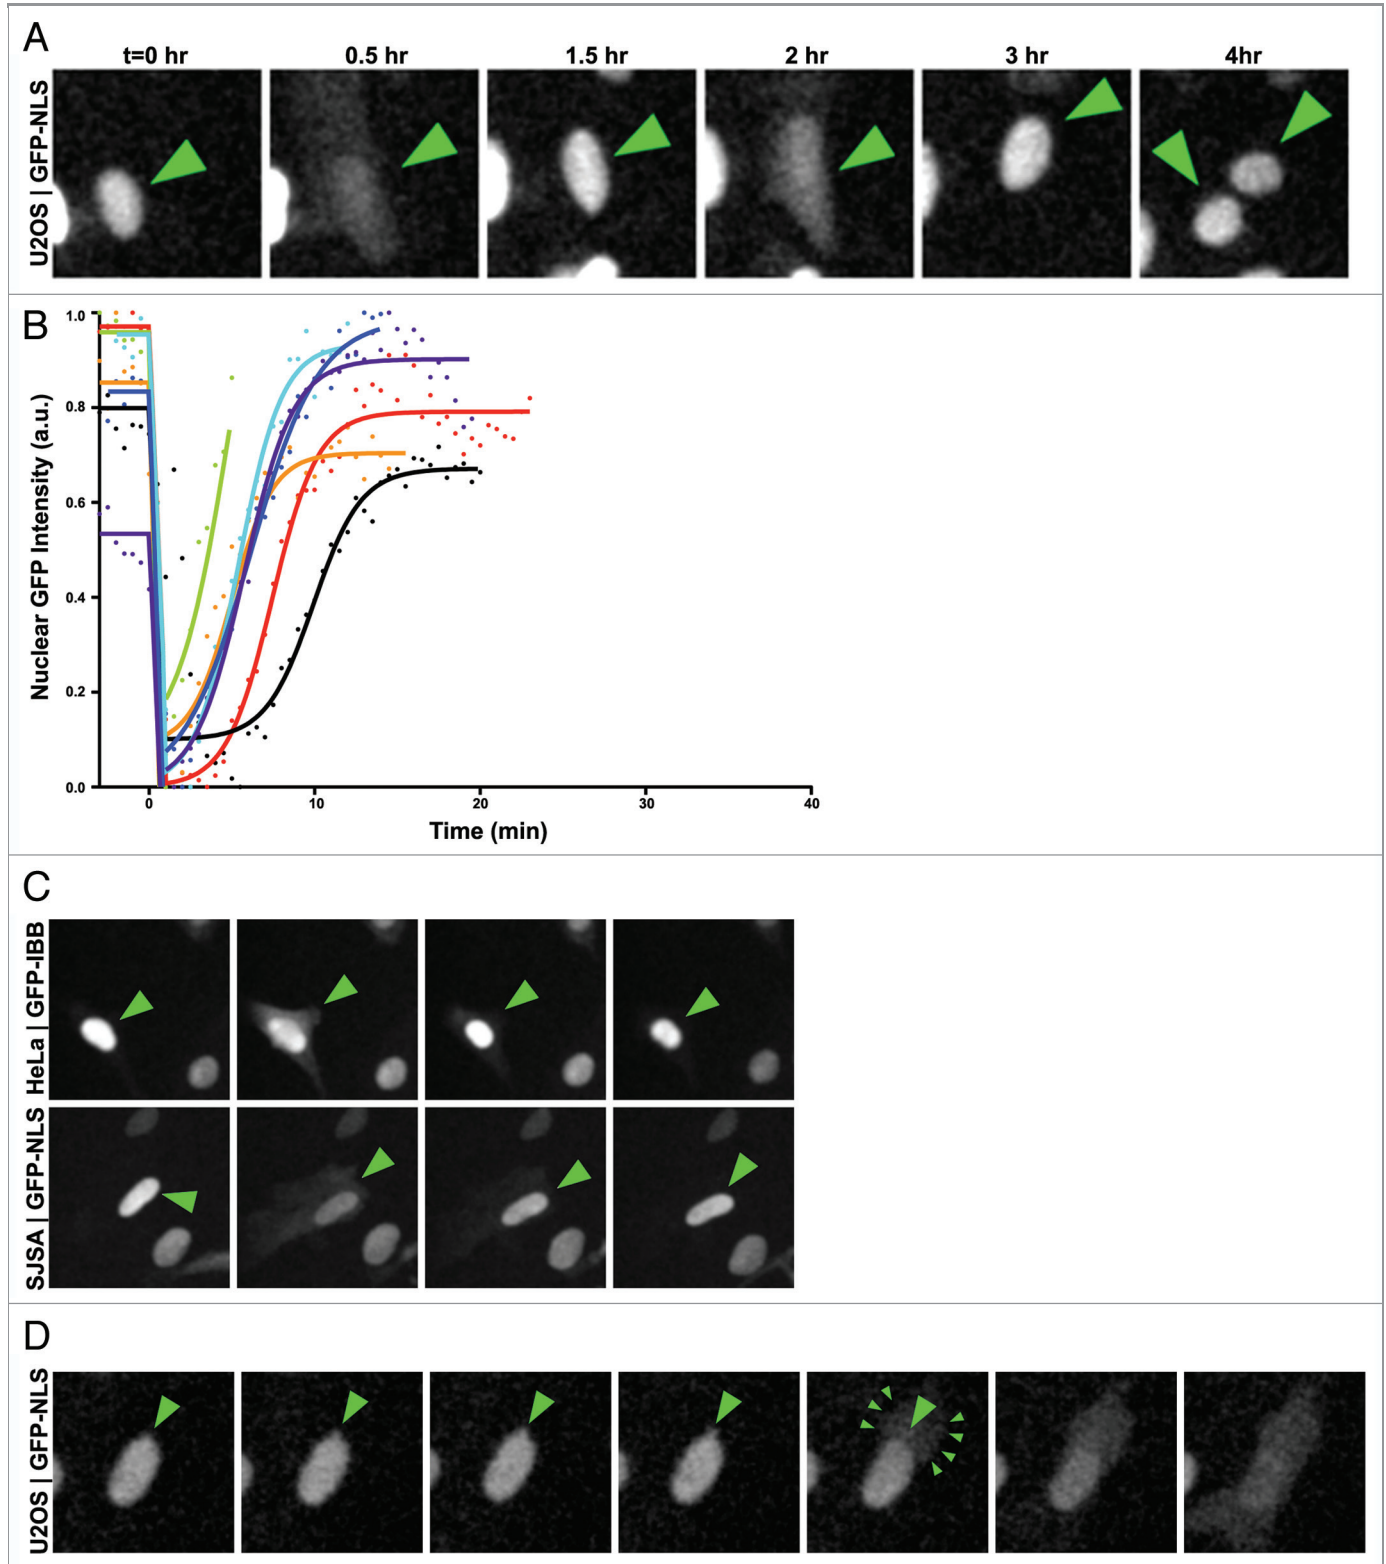 A
t=0 hr 0.5 hr 1.5 hr 2 hr 3 hr 4hr
U2OS | GFP-NLS
B
1.0
0.8
0.6
0.4
0.2
0.0
Nuclear GFP Intensity (a.u.)
0 10 20 30 40
Time (min)
C
HeLa | GFP-IBB
SJSA | GFP-NLS
D
U2OS | GFP-NLS